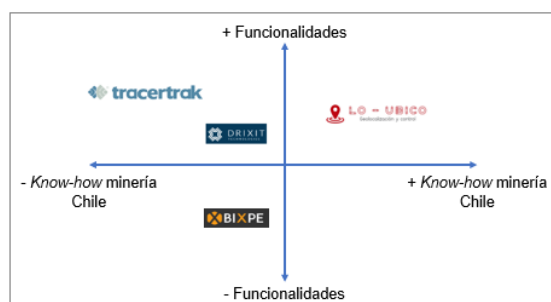 + Funcionalidades
tracertrak
LO - UBICO
Geolocalización y control
DRIXIT
- Know-how minería
Chile
+ Know-how minería
Chile
BIXPE
- Funcionalidades